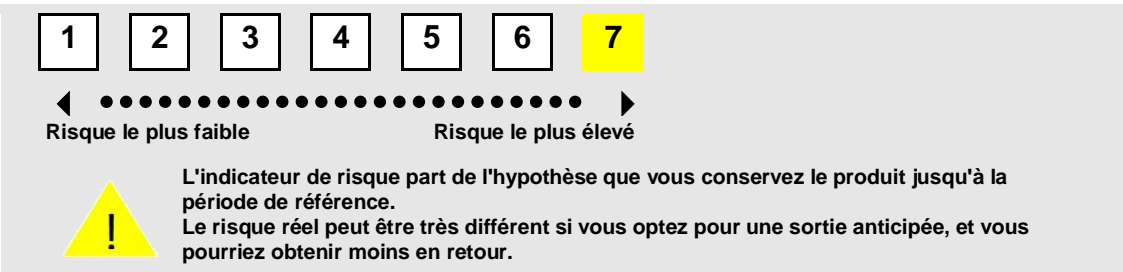 1 2 3 4 5 6 7
Risque le plus faible Risque le plus élevé
L'indicateur de risque part de l'hypothèse que vous conservez le produit jusqu'à la
période de référence.
Le risque réel peut être très différent si vous optez pour une sortie anticipée, et vous
pourriez obtenir moins en retour.
!